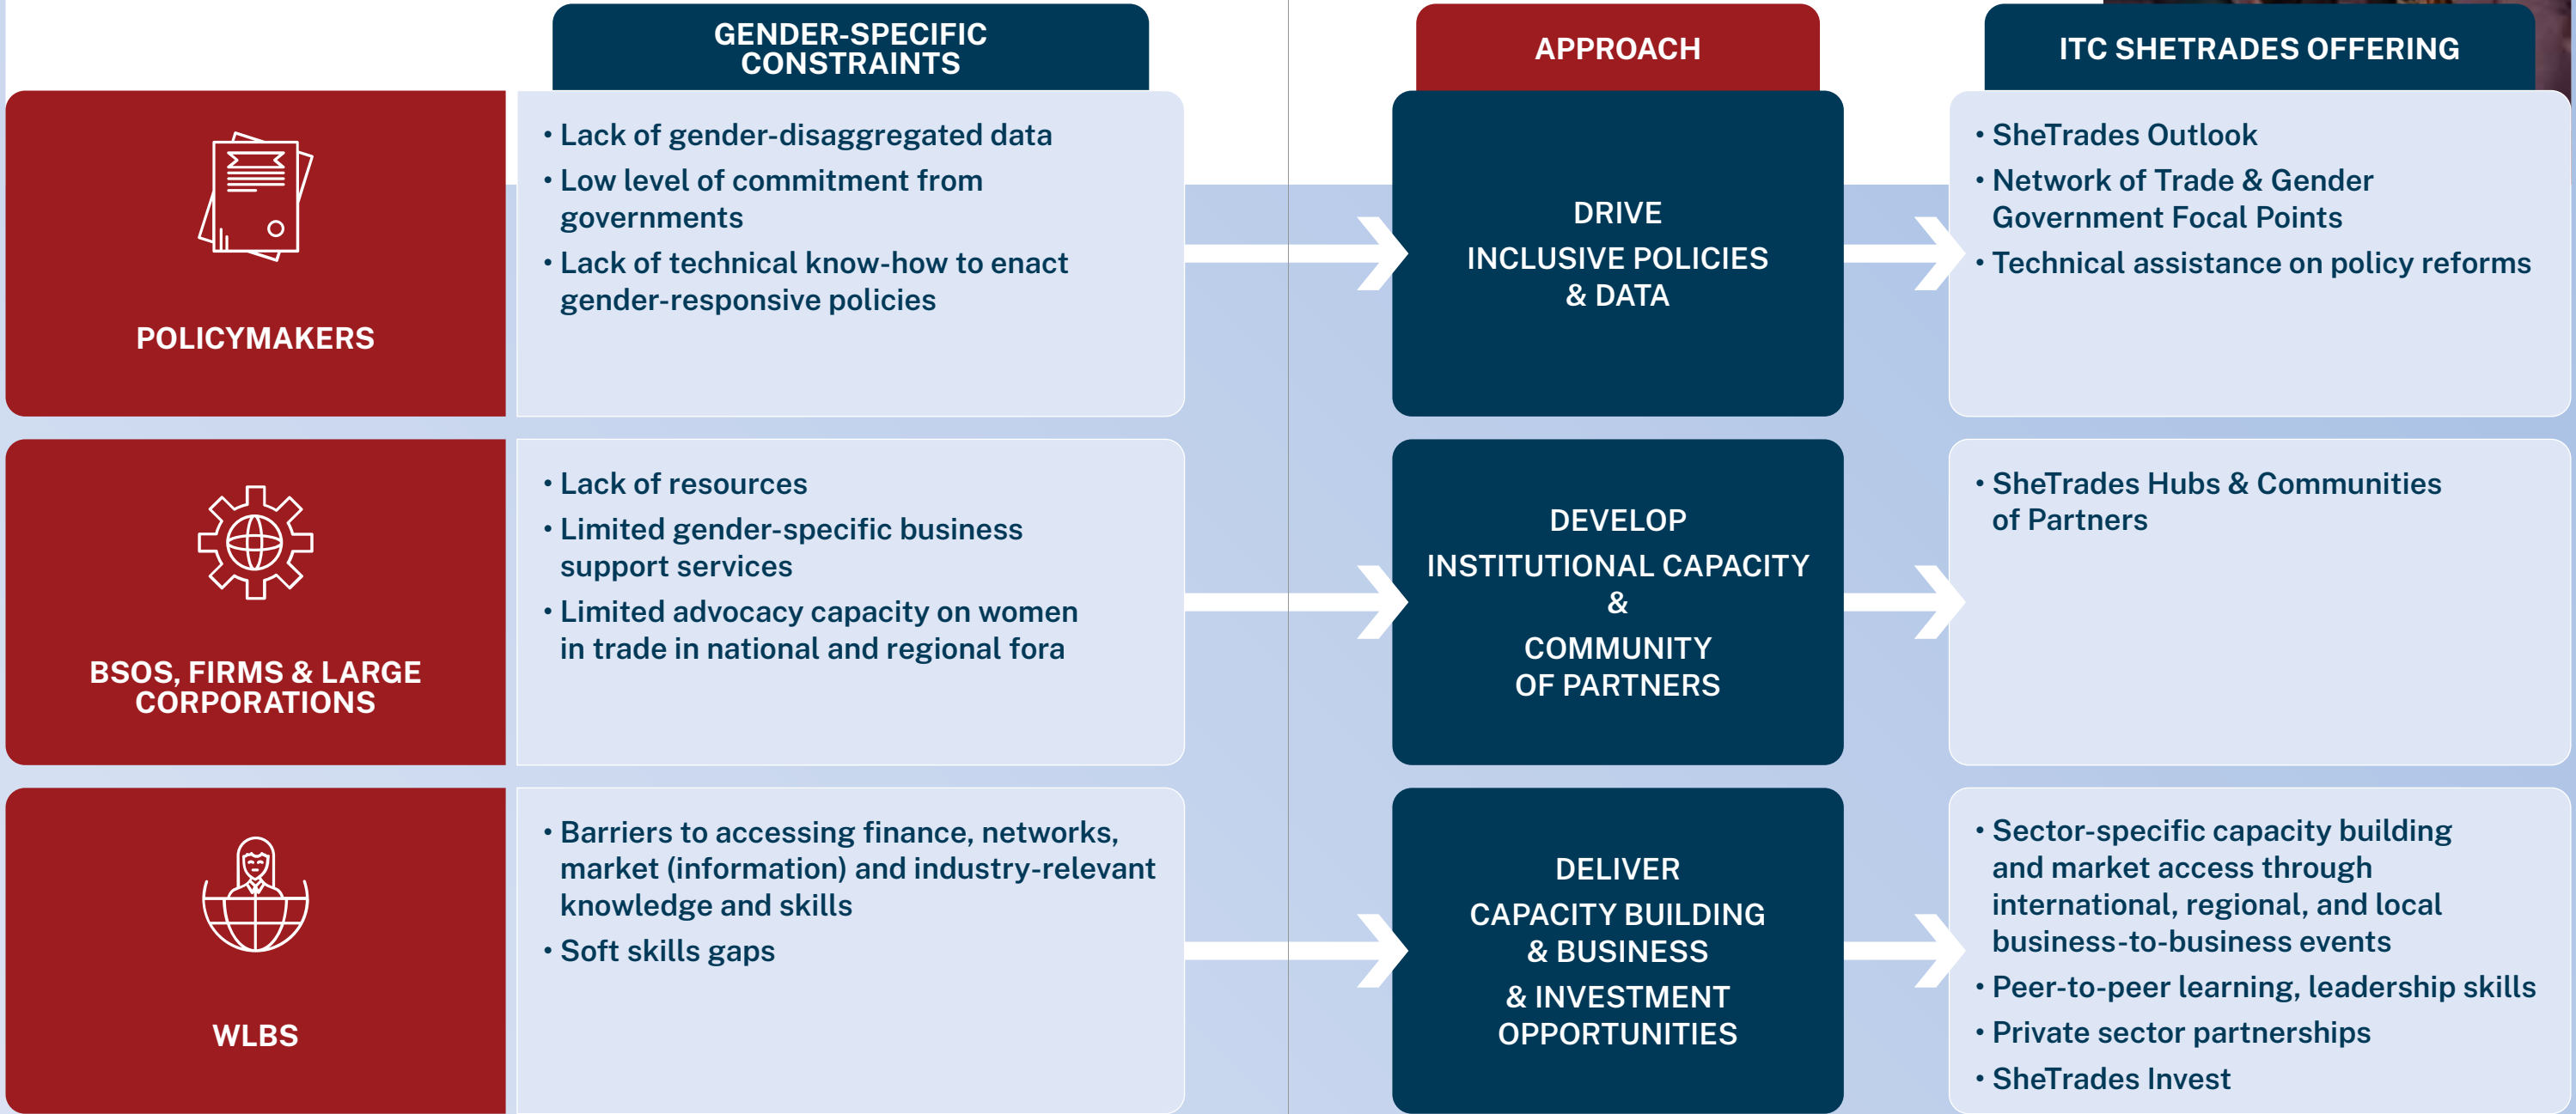 GENDER-SPECIFIC
CONSTRAINTS
APPROACH
ITC SHETRADES OFFERING
POLICYMAKERS
• Lack of gender-disaggregated data
• Low level of commitment from
governments
• Lack of technical know-how to enact
gender-responsive policies
DRIVE
INCLUSIVE POLICIES
& DATA
• SheTrades Outlook
• Network of Trade & Gender
Government Focal Points
• Technical assistance on policy reforms
BSOS, FIRMS & LARGE
CORPORATIONS
• Lack of resources
• Limited gender-specific business
support services
• Limited advocacy capacity on women
in trade in national and regional fora
DEVELOP
INSTITUTIONAL CAPACITY
&
COMMUNITY
OF PARTNERS
• SheTrades Hubs & Communities
of Partners
WLBS
• Barriers to accessing finance, networks,
market (information) and industry-relevant
knowledge and skills
• Soft skills gaps
DELIVER
CAPACITY BUILDING
& BUSINESS
& INVESTMENT
OPPORTUNITIES
• Sector-specific capacity building
and market access through
international, regional, and local
business-to-business events
• Peer-to-peer learning, leadership skills
• Private sector partnerships
• SheTrades Invest